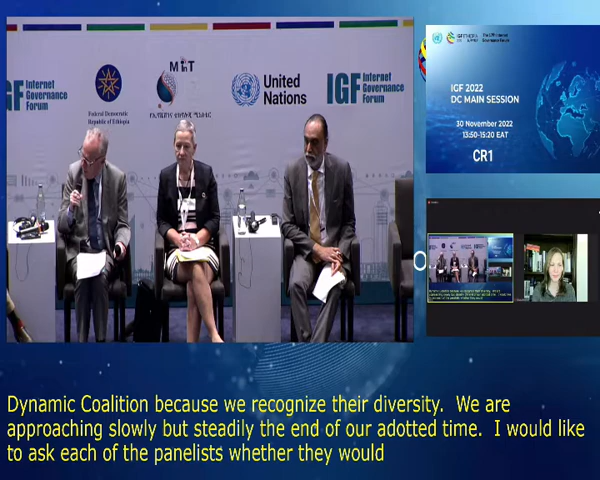 GF Internet
Governance
Forum
Federal Democratic
Republic of Ethiopia
M T
United
Nations
IGF Internet
Governance
Forum
IGF 2022
DC MAIN SESSION
30 November 2022
13:50-15:20 EAT
CR1
Dynamic Coalition because we recognize their diversity. We are
approaching slowly but steadily the end of our adotted time. I would like
to ask each of the panelists whether they would